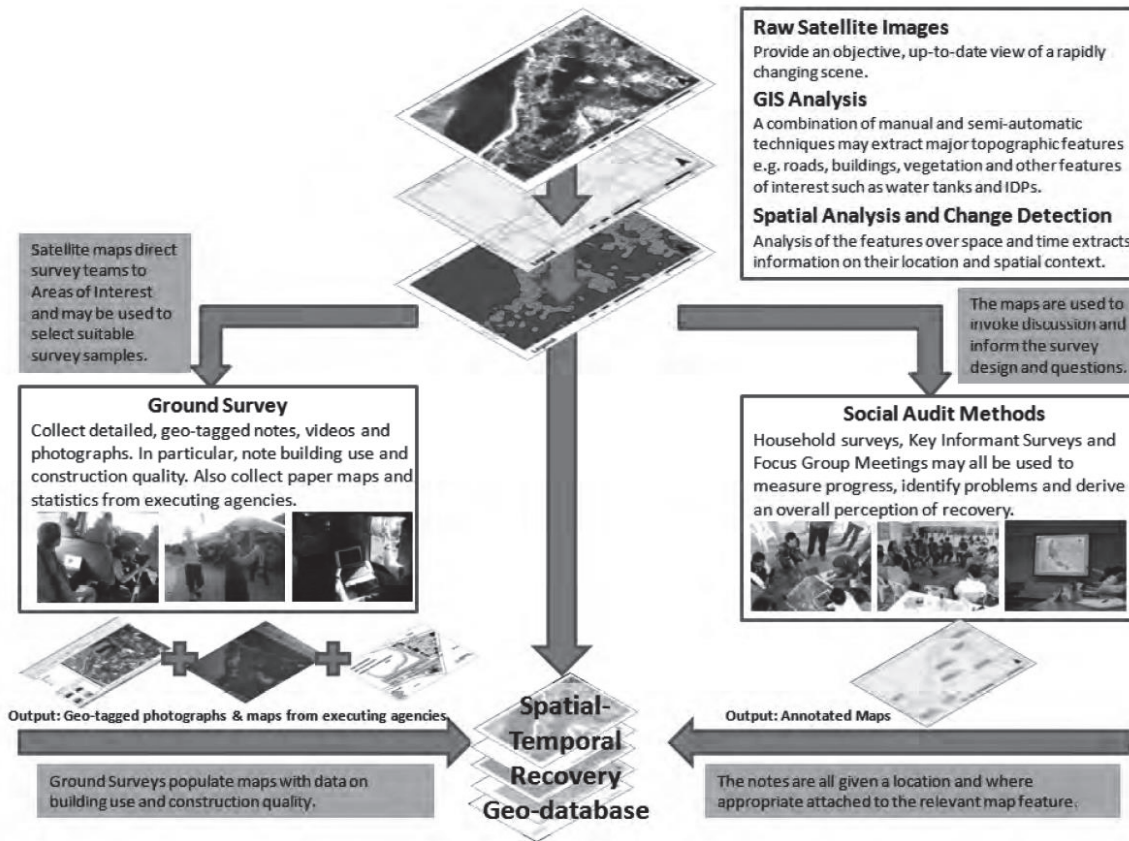 Raw Satellite Images
Provide an objective, up-to-date view of a rapidly
changing scene.
GIS Analysis
A combination of manual and semi-automatic
techniques may extract major topographic features
e.g. roads, buildings, vegetation and other features
of interest such as water tanks and IDPs.
Spatial Analysis and Change Detection
Analysis of the features over space and time extracts
information on their location and spatial context.
Satellite maps direct
survey teams to
Areas of Interest
and may be used to
select suitable
survey samples.
The maps are used to
invoke discussion and
inform the survey
design and questions.
Legend
Legend
Ground Survey
Collect detailed, geo-tagged notes, videos and
photographs. In particular, note building use and
construction quality. Also collect paper maps and
statistics from executing agencies.
Social Audit Methods
Household surveys, Key Informant Surveys and
Focus Group Meetings may all be used to
measure progress, identify problems and derive
an overall perception of recovery.
Output: Geo-tagged photographs & maps from executing agencies
Output: Annotated Maps
Spatial-
Temporal
Recovery
Geo-database
Ground Surveys populate maps with data on
building use and construction quality.
The notes are all given a location and where
appropriate attached to the relevant map feature.